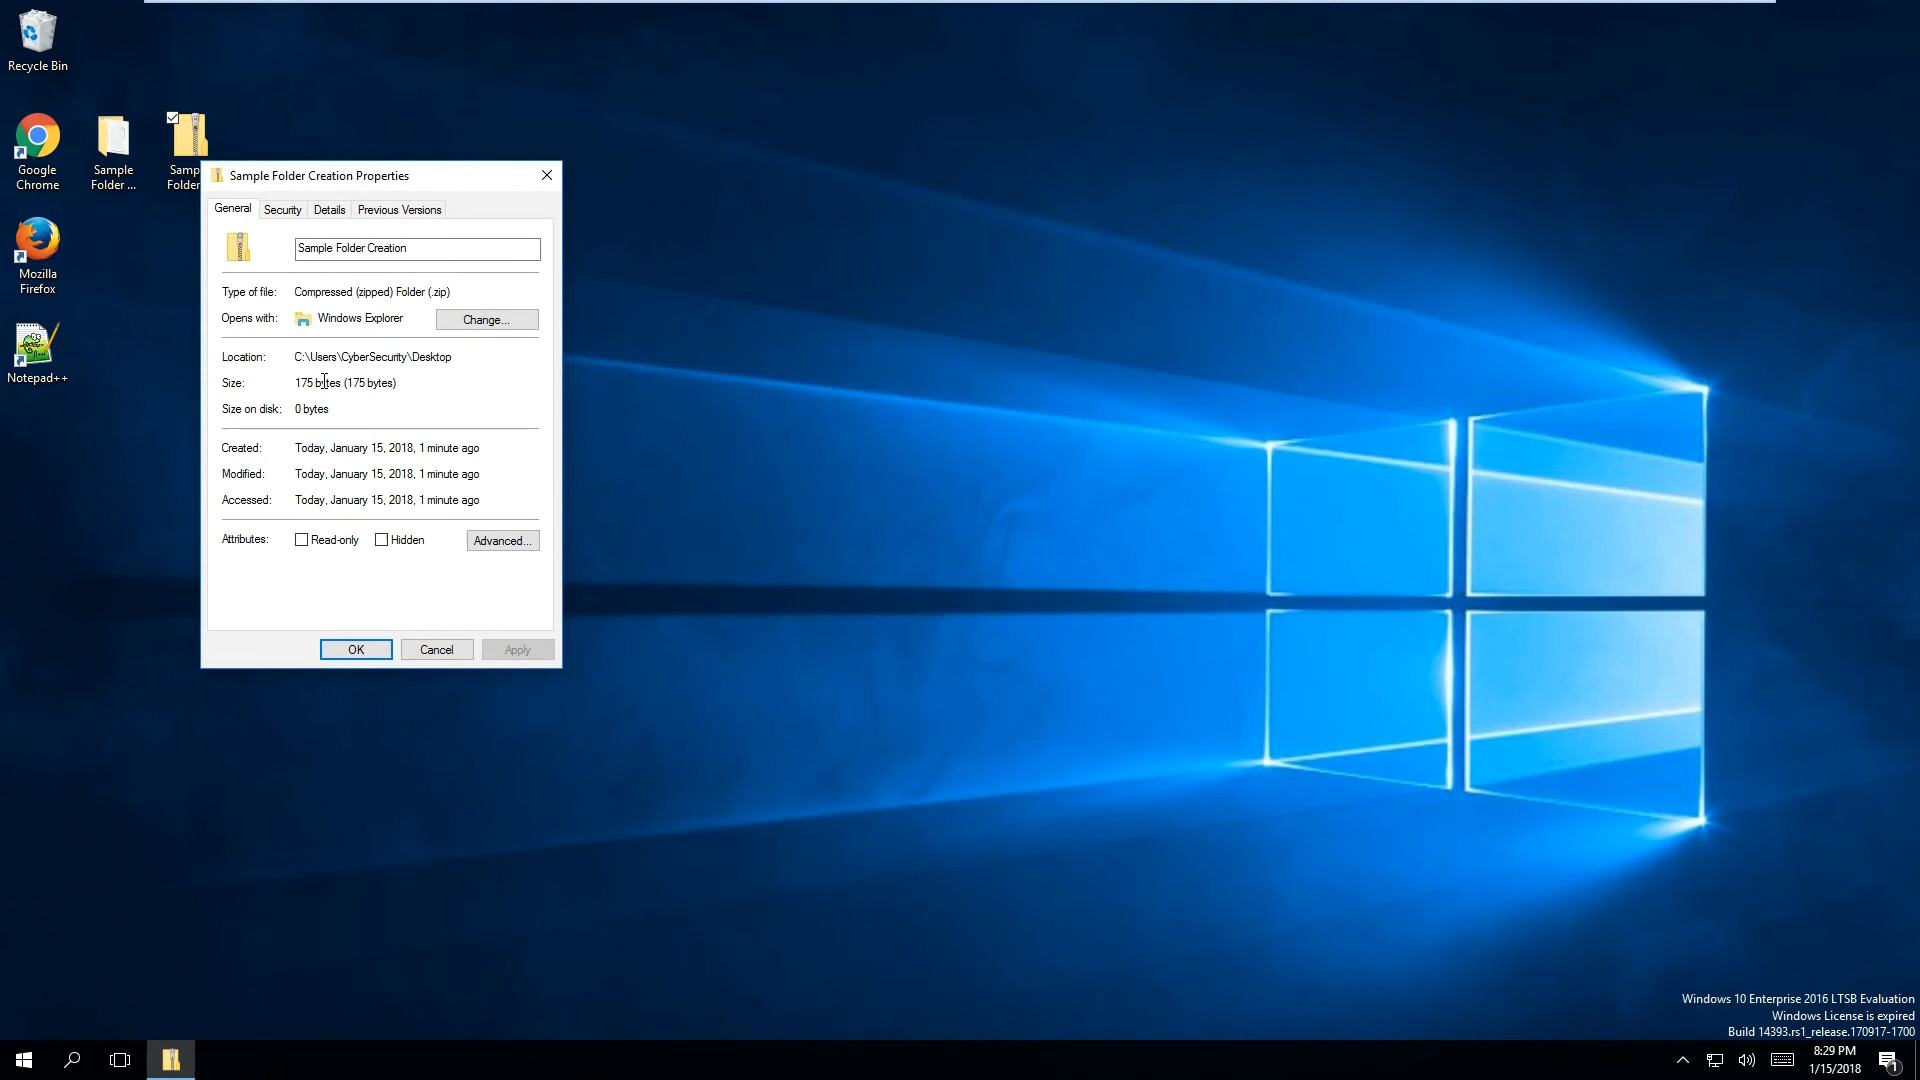 Recycle Bin
Google
Chrome
Sample
Folder ...
Samp
Folder
Mozilla
Firefox
Notepad++
Sample Folder Creation Properties
General Security Details Previous Versions
Sample Folder Creation
Type of file: Compressed (zipped) Folder (.zip)
Opens with: Windows Explorer Change...
Location: C:\Users\CyberSecurity\Desktop
Size: 175 bytes (175 bytes)
Size on disk: 0 bytes
Created: Today, January 15, 2018, 1 minute ago
Modified: Today, January 15, 2018, 1 minute ago
Accessed: Today, January 15, 2018, 1 minute ago
Attributes: Read-only Hidden Advanced...
OK Cancel Apply
Windows 10 Enterprise 2016 LTSB Evaluation
Windows License is expired
Build 14393.rs1_release.170917-1700
8:29 PM
1/15/2018
1